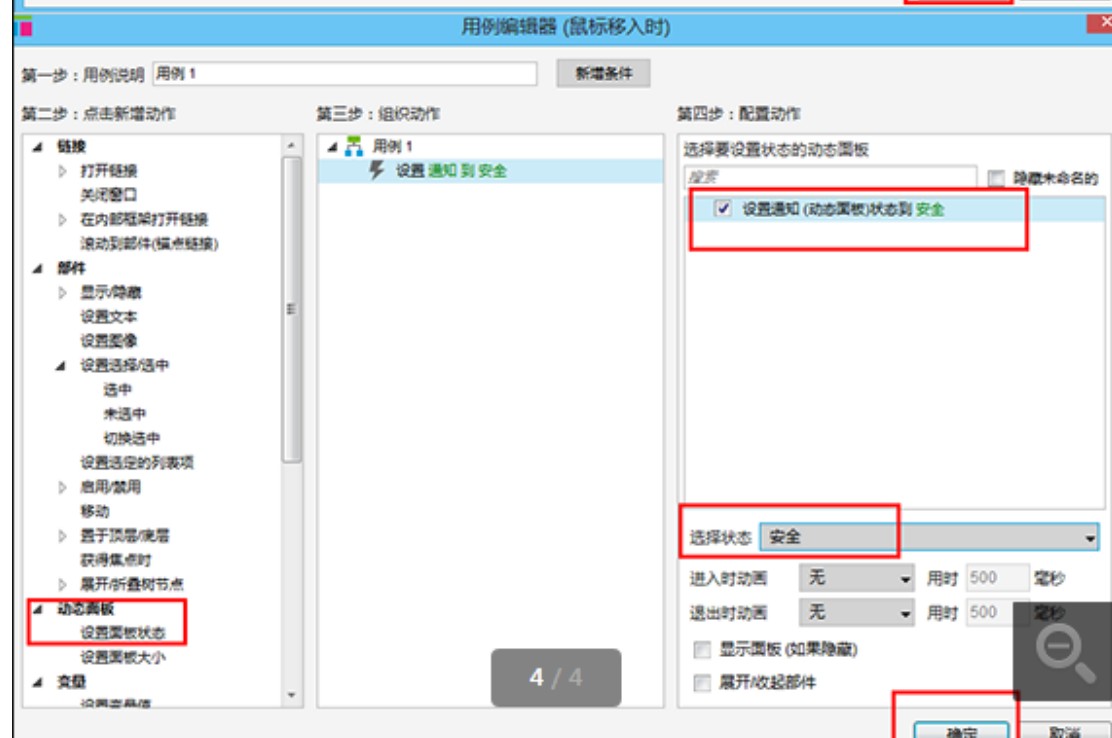 用例编辑器 (鼠标移入时)
第一步：用例说明 用例 1 新增条件
第二步：点击新增动作 第三步：组织动作 第四步：配置动作
链接
打开链接
关闭窗口
在内部框架打开链接
滚动到部件(锚点链接)
部件
显示/隐藏
设置文本
设置图像
设置选择/选中
选中
未选中
切换选中
设置选定的列表项
启用/禁用
移动
置于顶层/底层
获得焦点时
展开/折叠树节点
动态面板
设置面板状态
设置面板大小
变量
设置变量值
用例 1
设置 通知 到 安全
选择要设置状态的动态面板
搜索 隐藏未命名的
设置通知 (动态面板)状态到 安全
选择状态 安全
进入时动画 无 用时 500 毫秒
退出时动画 无 用时 500 毫秒
显示面板 (如果隐藏)
展开/收起部件
4 / 4
确定 取消